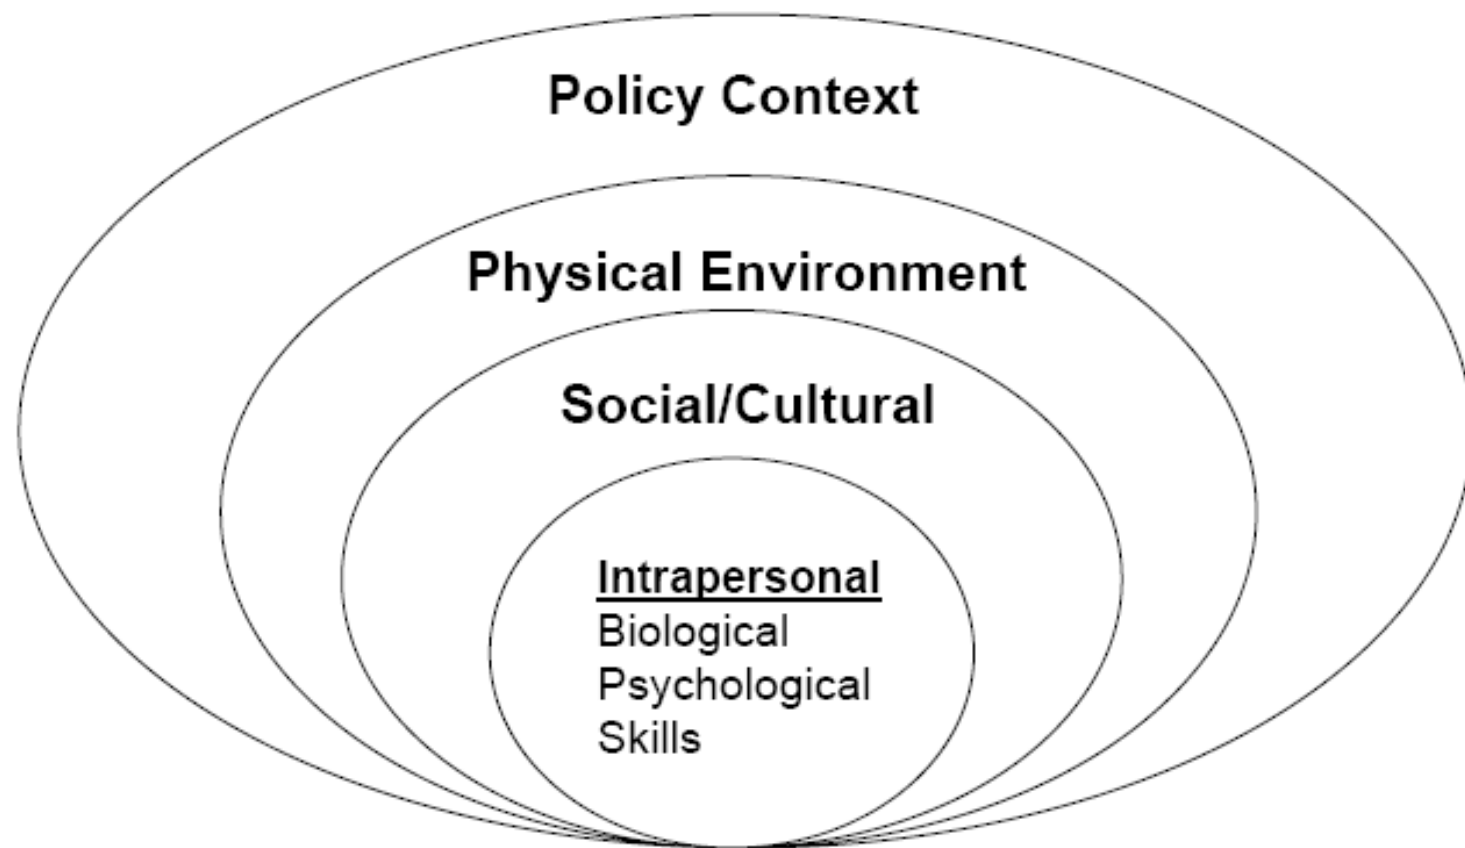 Policy Context
Physical Environment
Social/Cultural
Intrapersonal
Biological
Psychological
Skills